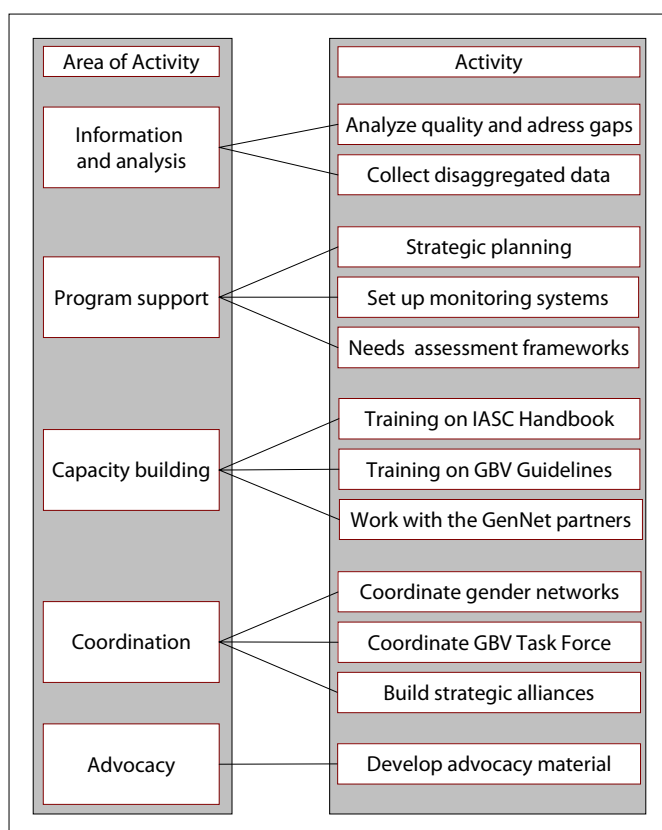 Area of Activity
Activity
Information
and analysis
Analyze quality and adress gaps
Collect disaggregated data
Program support
Strategic planning
Set up monitoring systems
Needs assessment frameworks
Capacity building
Training on IASC Handbook
Training on GBV Guidelines
Work with the GenNet partners
Coordination
Coordinate gender networks
Coordinate GBV Task Force
Build strategic alliances
Advocacy
Develop advocacy material